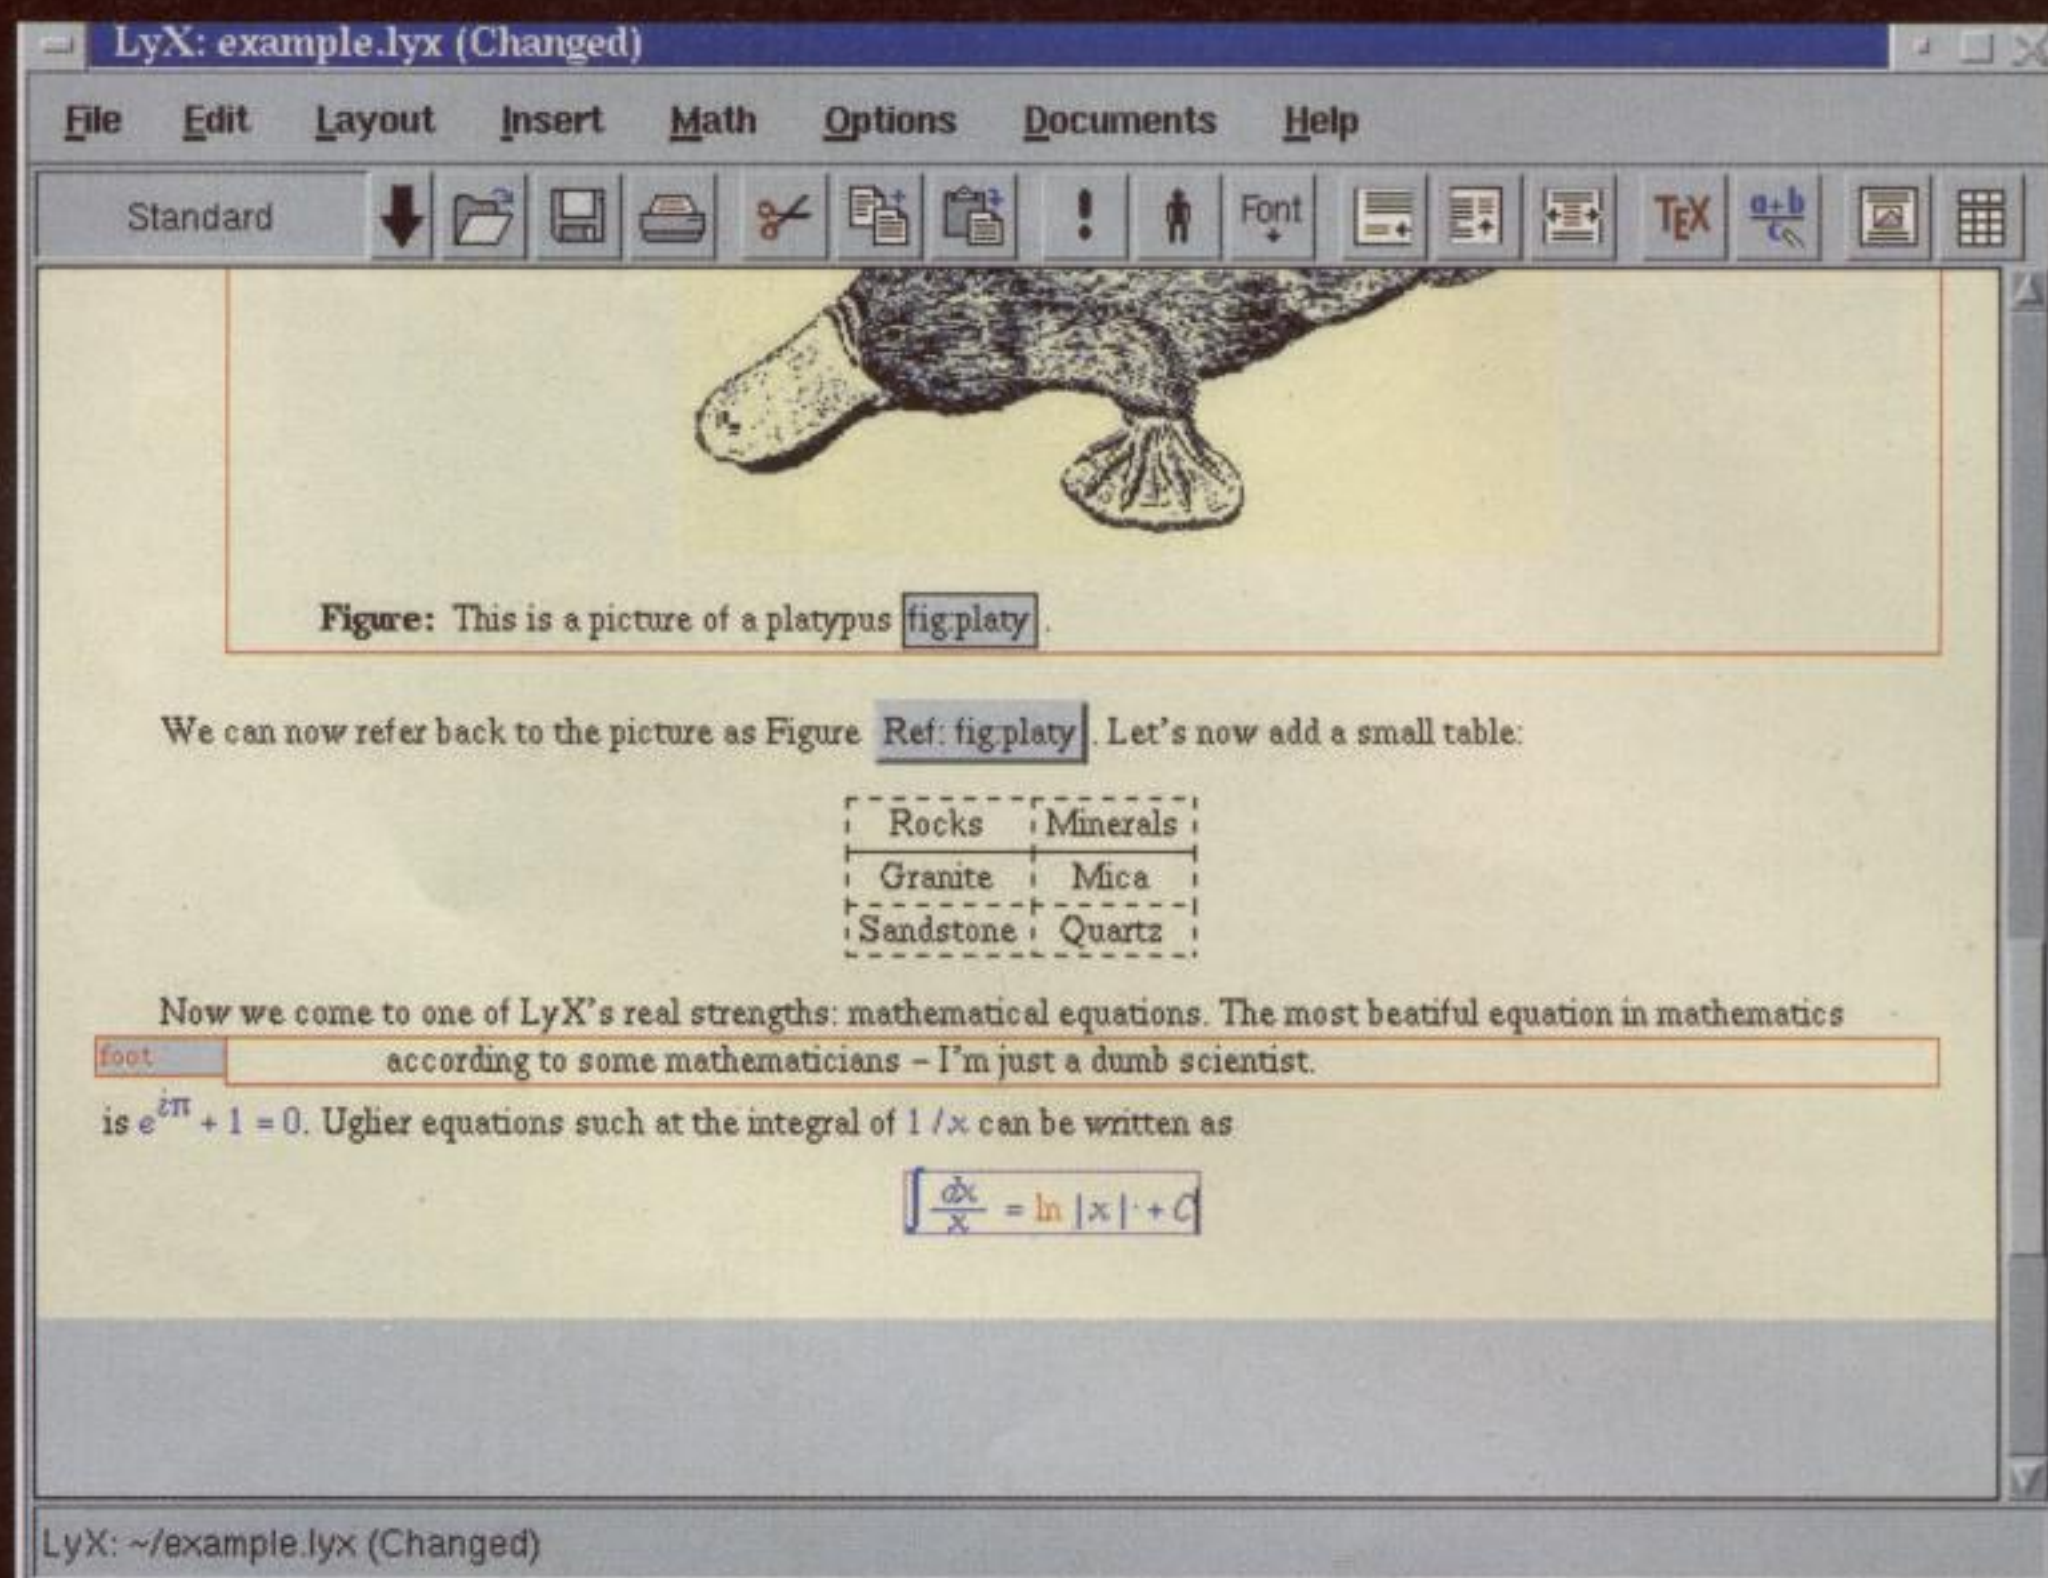 LyX: example.lyx (Changed)
File Edit Layout Insert Math Options Documents Help
Standard Font TEX a+b
c
Figure: This is a picture of a platypus fig:platy .
We can now refer back to the picture as Figure Ref: fig:platy . Let's now add a small table:
Rocks Minerals
Granite Mica
Sandstone Quartz
Now we come to one of LyX's real strengths: mathematical equations. The most beatiful equation in mathematics
foot according to some mathematicians – I'm just a dumb scientist.
is e^{iπ} + 1 = 0. Uglier equations such at the integral of 1/x can be written as
∫ dx/x = ln |x| + C
LyX: ~/example.lyx (Changed)